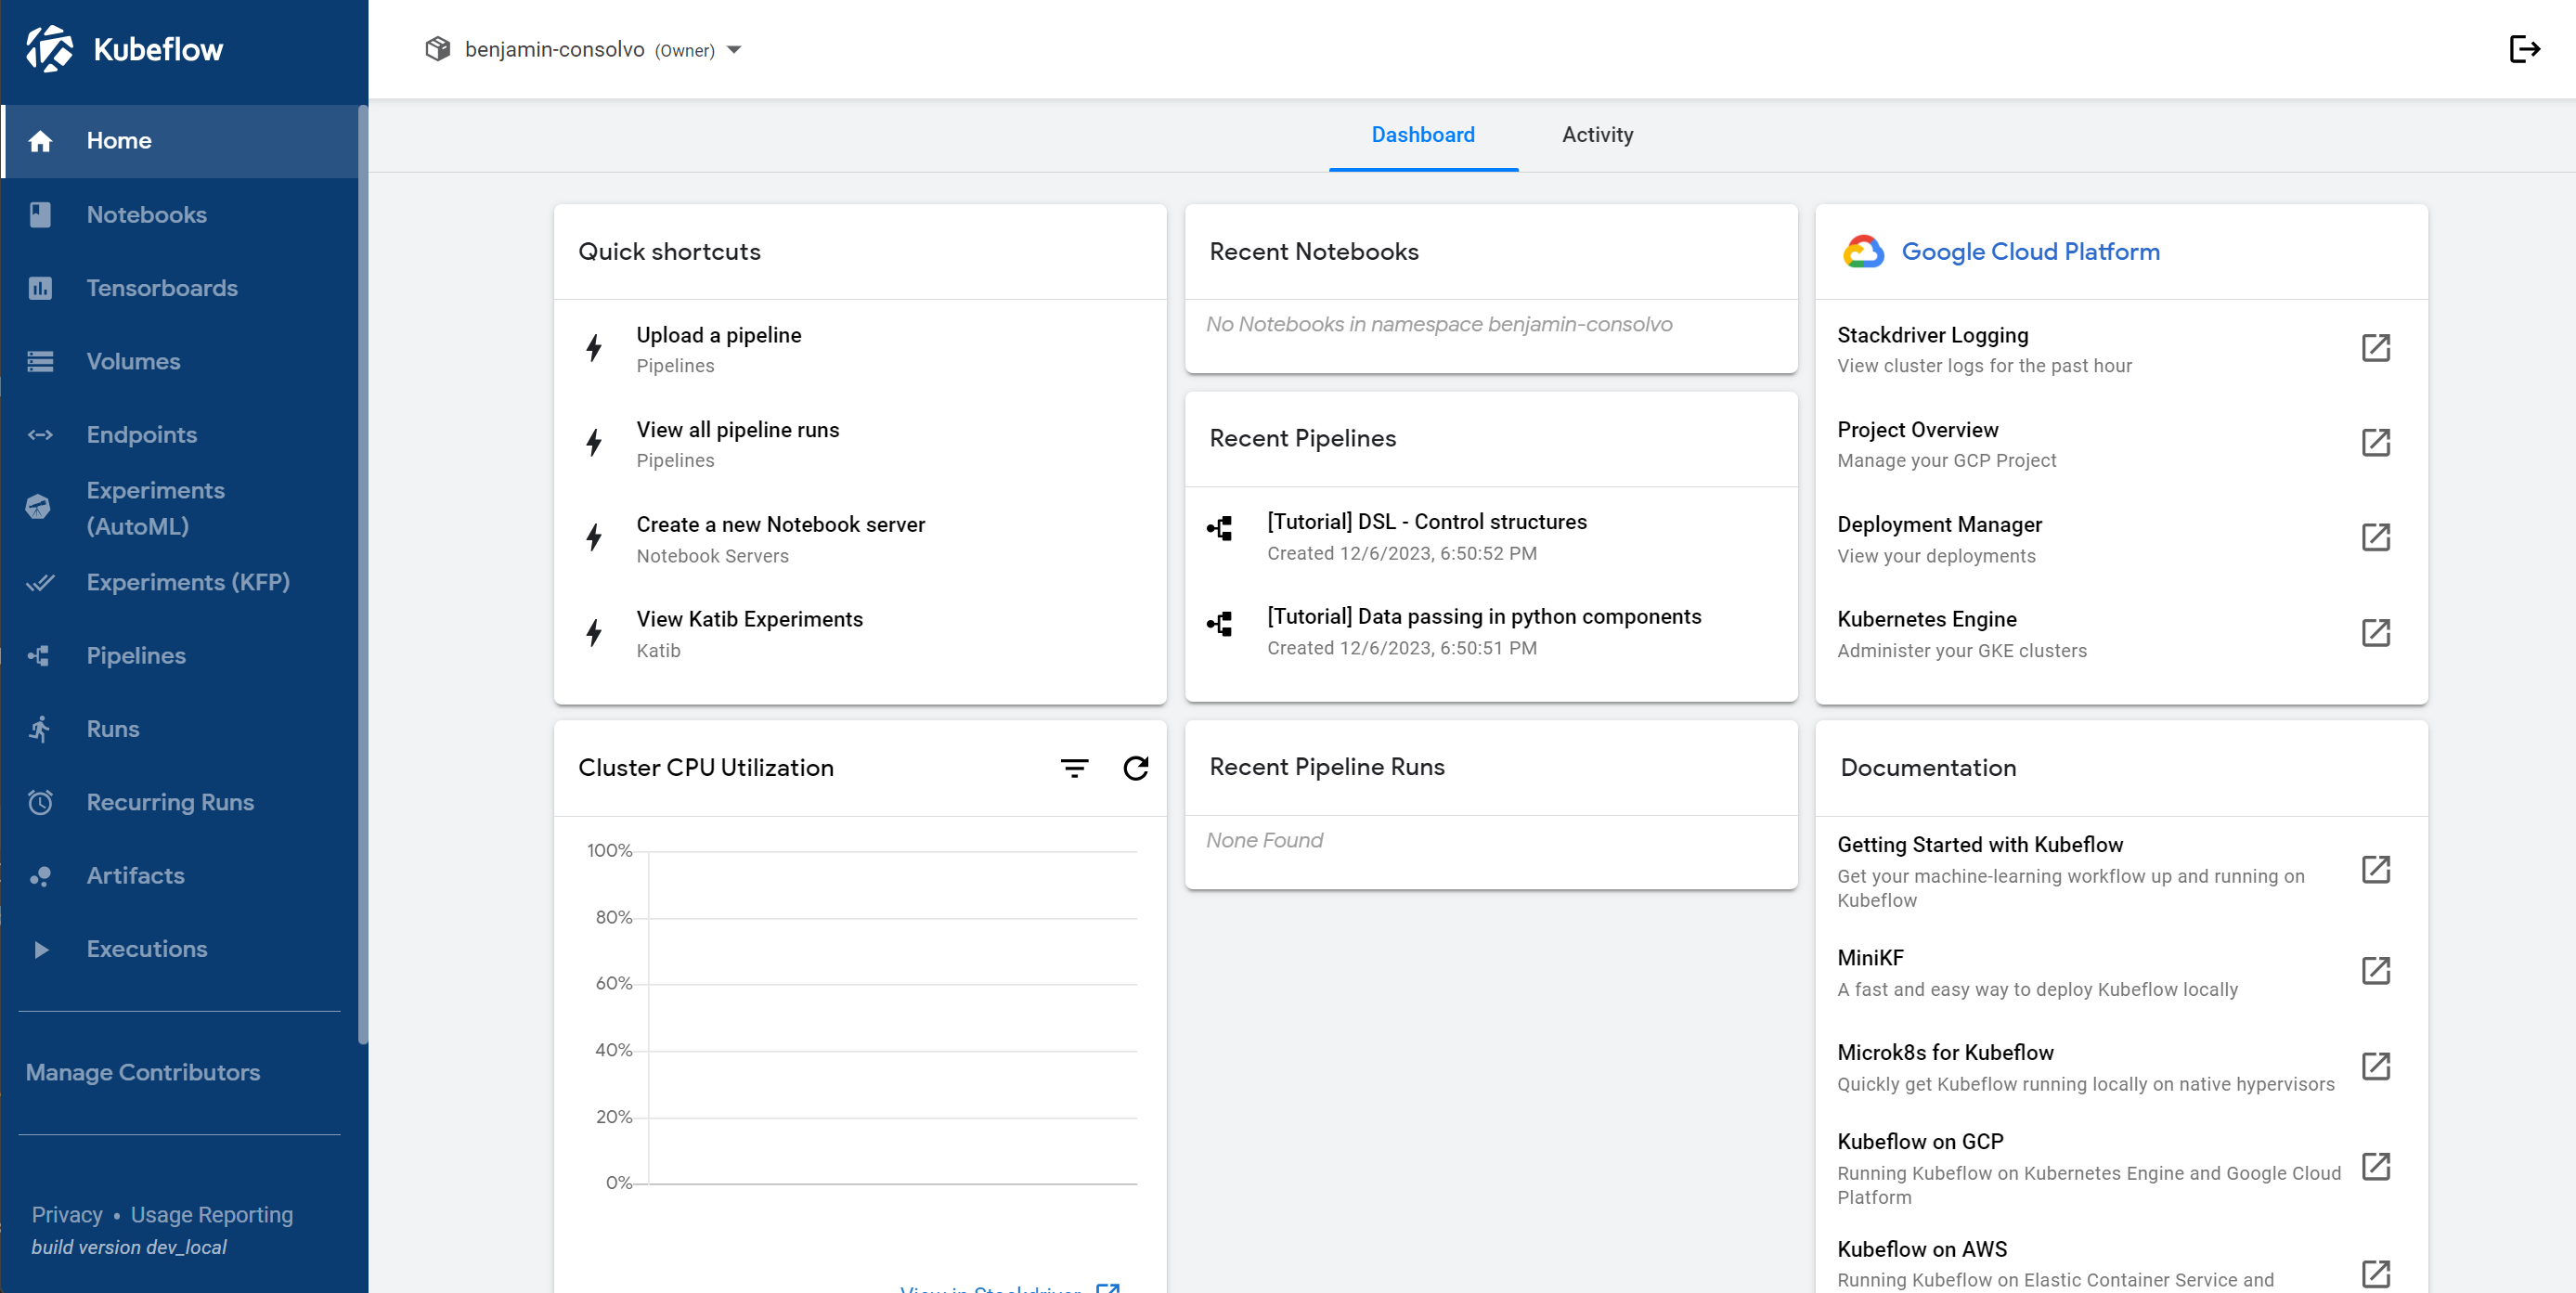 Kubeflow
benjamin-consolvo (Owner)
Home
Notebooks
Tensorboards
Volumes
Endpoints
Experiments
(AutoML)
Experiments (KFP)
Pipelines
Runs
Recurring Runs
Artifacts
Executions
Manage Contributors
Privacy • Usage Reporting
build version dev_local
Dashboard
Activity
Quick shortcuts
Upload a pipeline
Pipelines
View all pipeline runs
Pipelines
Create a new Notebook server
Notebook Servers
View Katib Experiments
Katib
Cluster CPU Utilization
100%
80%
60%
40%
20%
0%
View in Stackdriver
Recent Notebooks
No Notebooks in namespace benjamin-consolvo
Recent Pipelines
[Tutorial] DSL - Control structures
Created 12/6/2023, 6:50:52 PM
[Tutorial] Data passing in python components
Created 12/6/2023, 6:50:51 PM
Recent Pipeline Runs
None Found
Google Cloud Platform
Stackdriver Logging
View cluster logs for the past hour
Project Overview
Manage your GCP Project
Deployment Manager
View your deployments
Kubernetes Engine
Administer your GKE clusters
Documentation
Getting Started with Kubeflow
Get your machine-learning workflow up and running on
Kubeflow
MiniKF
A fast and easy way to deploy Kubeflow locally
Microk8s for Kubeflow
Quickly get Kubeflow running locally on native hypervisors
Kubeflow on GCP
Running Kubeflow on Kubernetes Engine and Google Cloud
Platform
Kubeflow on AWS
Running Kubeflow on Elastic Container Service and